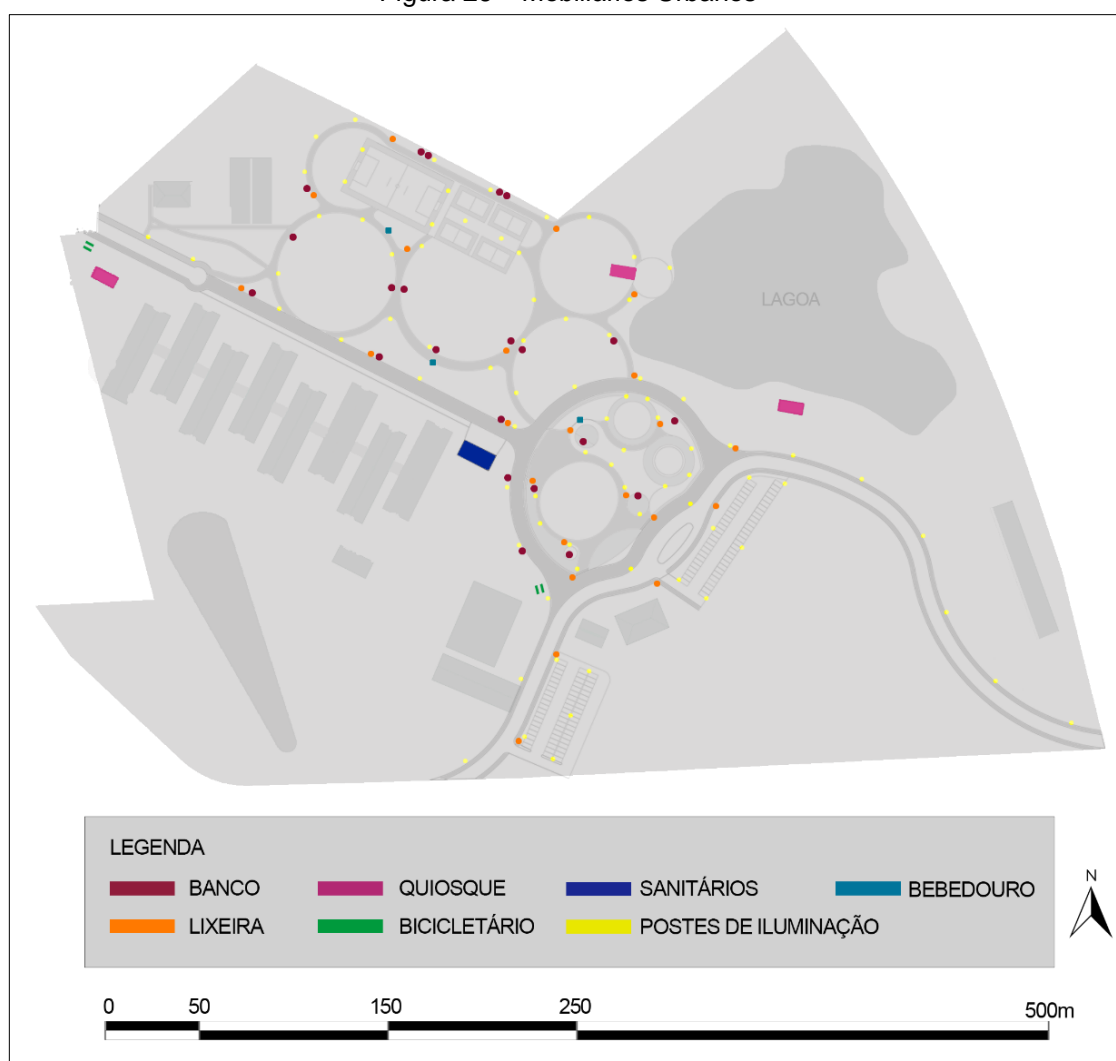 LAGOA
LEGENDA
BANCO QUIOSQUE SANITÁRIOS BEBEDOURO
LIXEIRA BICICLETÁRIO POSTES DE ILUMINAÇÃO
N
0 50 150 250 500m